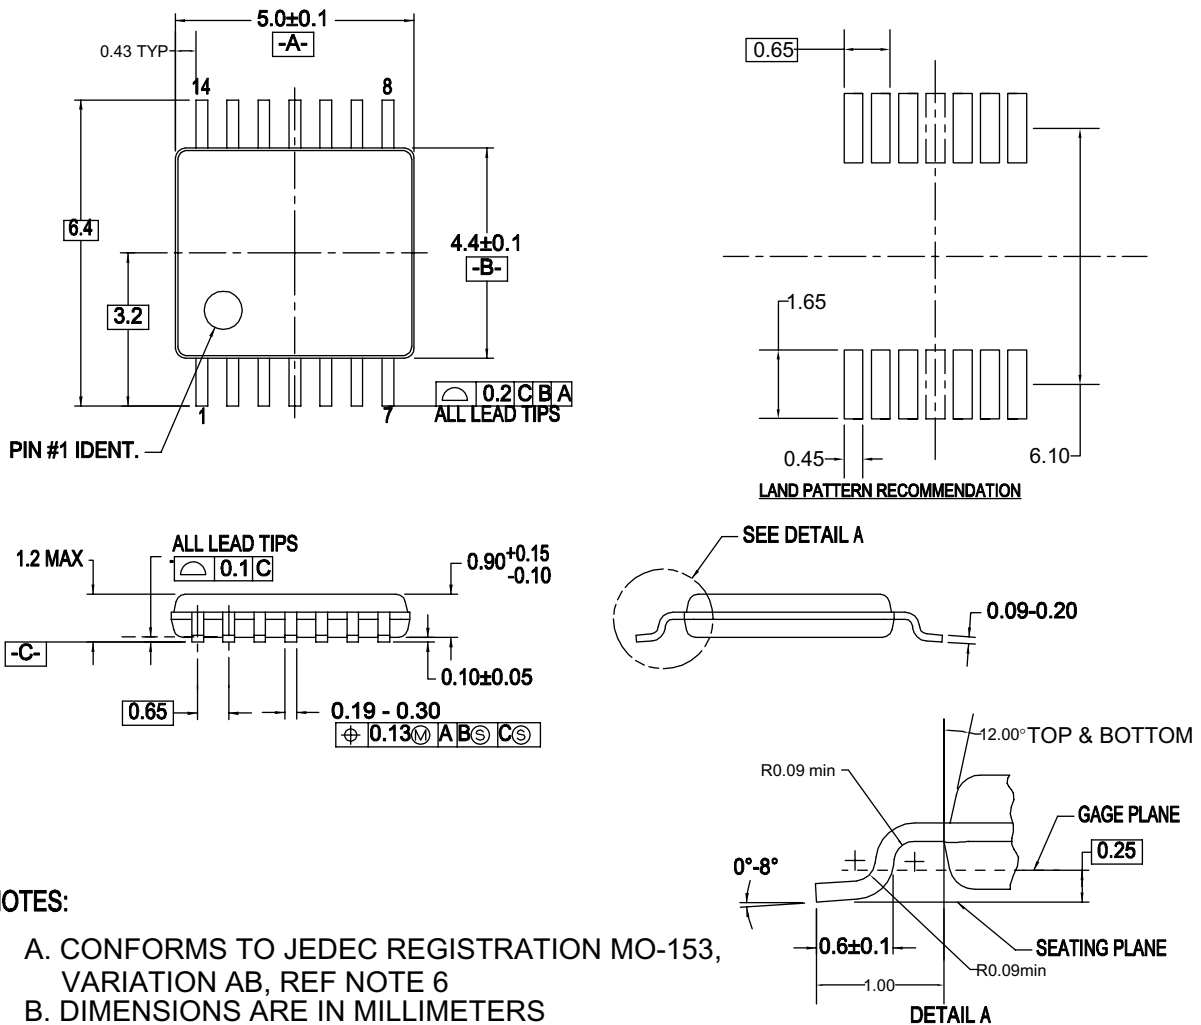 5.0±0.1
-A-
0.43 TYP
14
8
6.4
4.4±0.1
-B-
3.2
0.2 C B A
ALL LEAD TIPS
1
7
PIN #1 IDENT.
0.65
1.65
0.45
6.10
LAND PATTERN RECOMMENDATION
1.2 MAX
ALL LEAD TIPS
0.1 C
0.90+0.15
-0.10
-C-
0.10±0.05
0.65
0.19 - 0.30
⌖ 0.13Ⓜ A BⓈ CⓈ
SEE DETAIL A
0.09-0.20
12.00° TOP & BOTTOM
R0.09 min
GAGE PLANE
0.25
0°-8°
0.6±0.1
SEATING PLANE
R0.09min
1.00
DETAIL A
NOTES:
A. CONFORMS TO JEDEC REGISTRATION MO-153,
VARIATION AB, REF NOTE 6
B. DIMENSIONS ARE IN MILLIMETERS